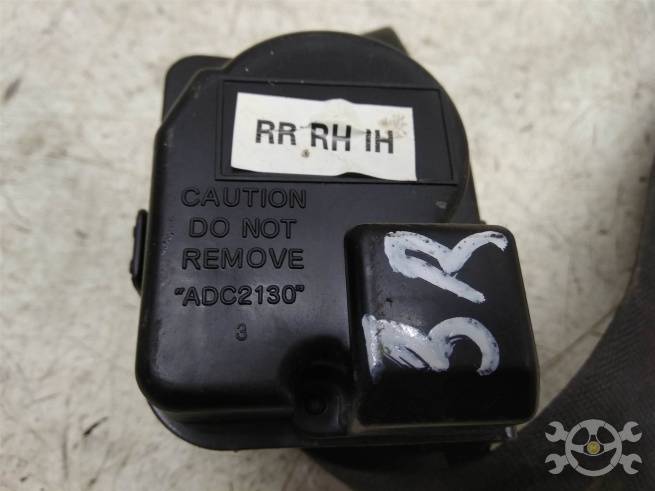 RR RH IH
CAUTION
DO NOT
REMOVE
"ADC2130"
3
3R